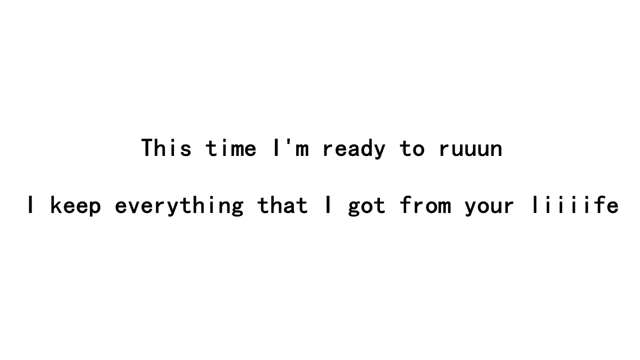 This time I'm ready to ruuun
I keep everything that I got from your liiiife